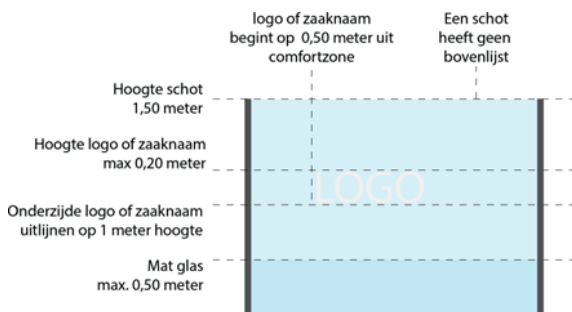 logo of zaaknaam
begint op 0,50 meter uit
comfortzone
Een schot
heeft geen
bovenlijst
Hoogte schot
1,50 meter
Hoogte logo of zaaknaam
max 0,20 meter
LOGO
Onderzijde logo of zaaknaam
uitlijnen op 1 meter hoogte
Mat glas
max. 0,50 meter